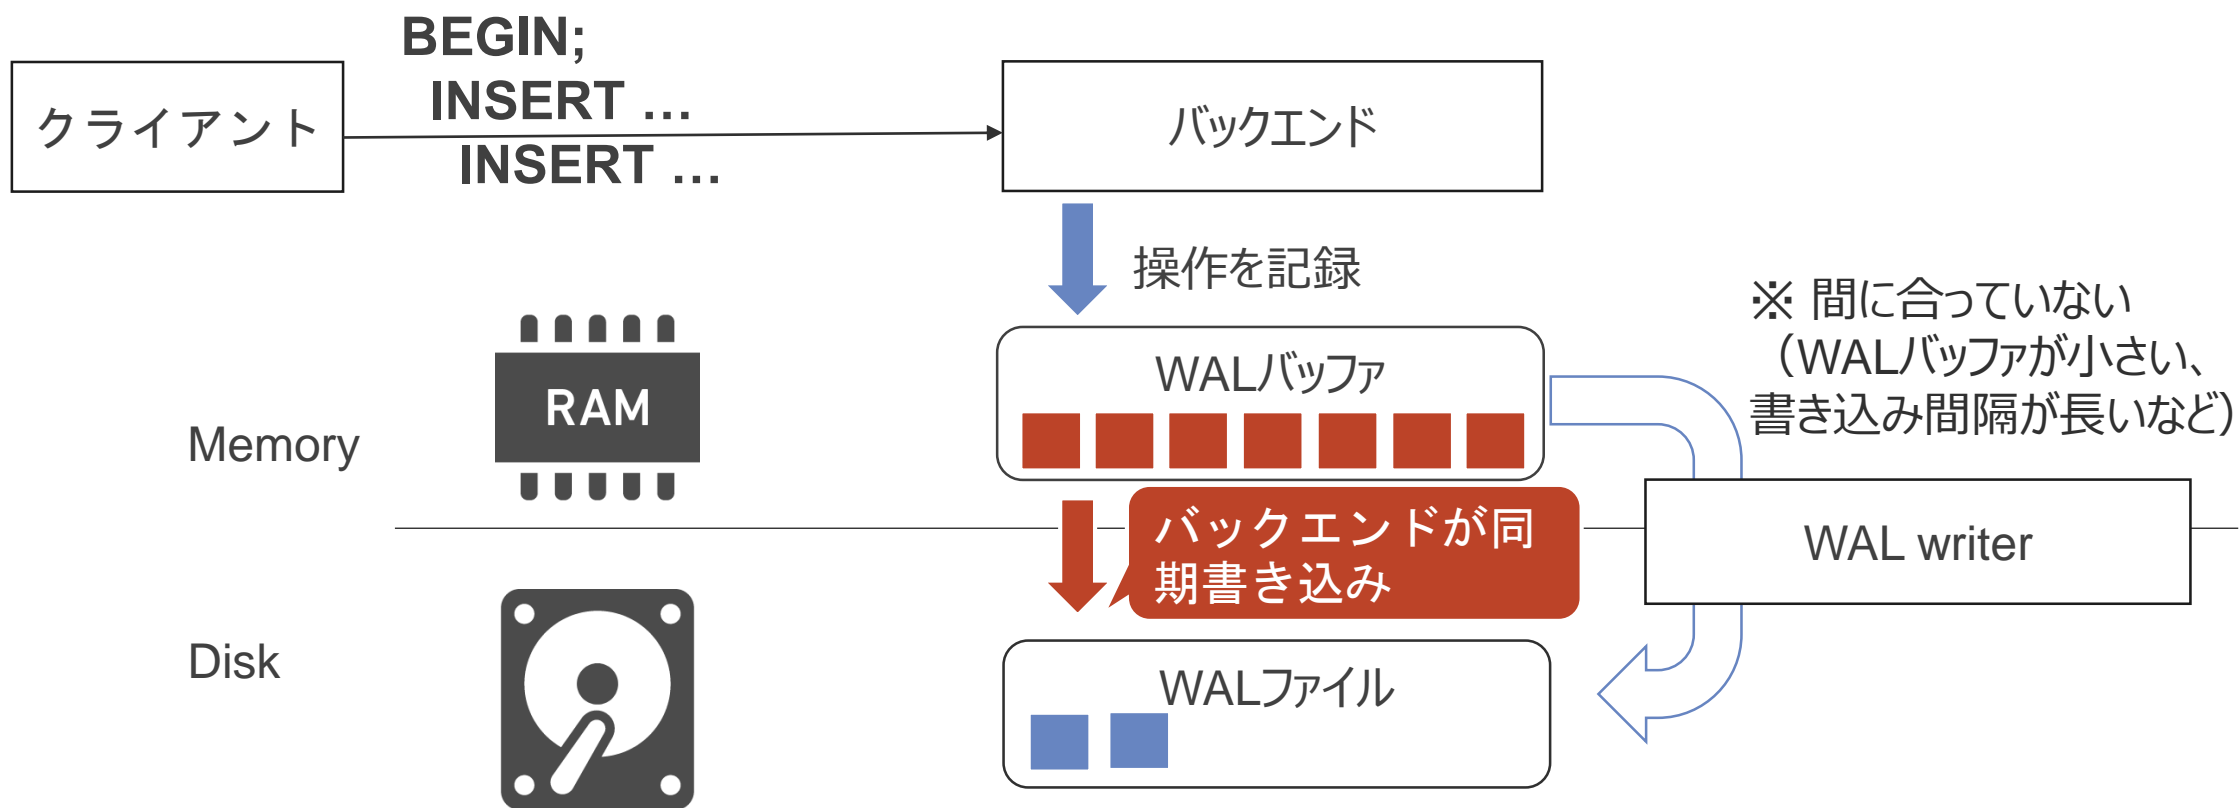 BEGIN;
INSERT …
INSERT …
クライアント
バックエンド
操作を記録
※ 間に合っていない
（WALバッファが小さい、
書き込み間隔が長いなど)
WALバッファ
RAM
Memory
バックエンドが同
期書き込み
WAL writer
Disk
WALファイル